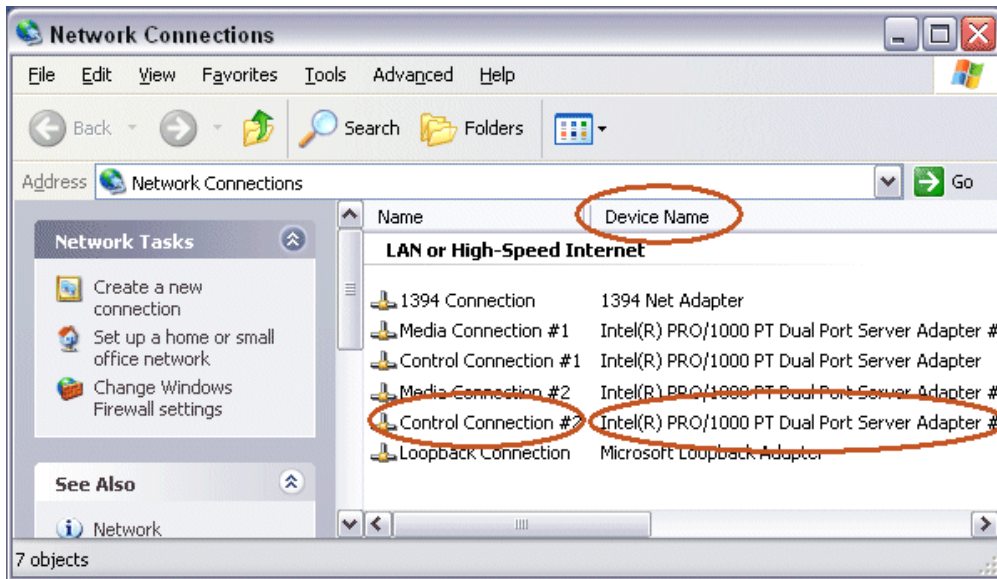 Network Connections
File Edit View Favorites Tools Advanced Help
Back Search Folders
Address Network Connections Go
Network Tasks
Create a new
connection
Set up a home or small
office network
Change Windows
Firewall settings
See Also
Network
Name Device Name
LAN or High-Speed Internet
1394 Connection 1394 Net Adapter
Media Connection #1 Intel(R) PRO/1000 PT Dual Port Server Adapter #
Control Connection #1 Intel(R) PRO/1000 PT Dual Port Server Adapter
Media Connection #2 Intel(R) PRO/1000 PT Dual Port Server Adapter #
Control Connection #2 Intel(R) PRO/1000 PT Dual Port Server Adapter #
Loopback Connection Microsoft Loopback Adapter
7 objects